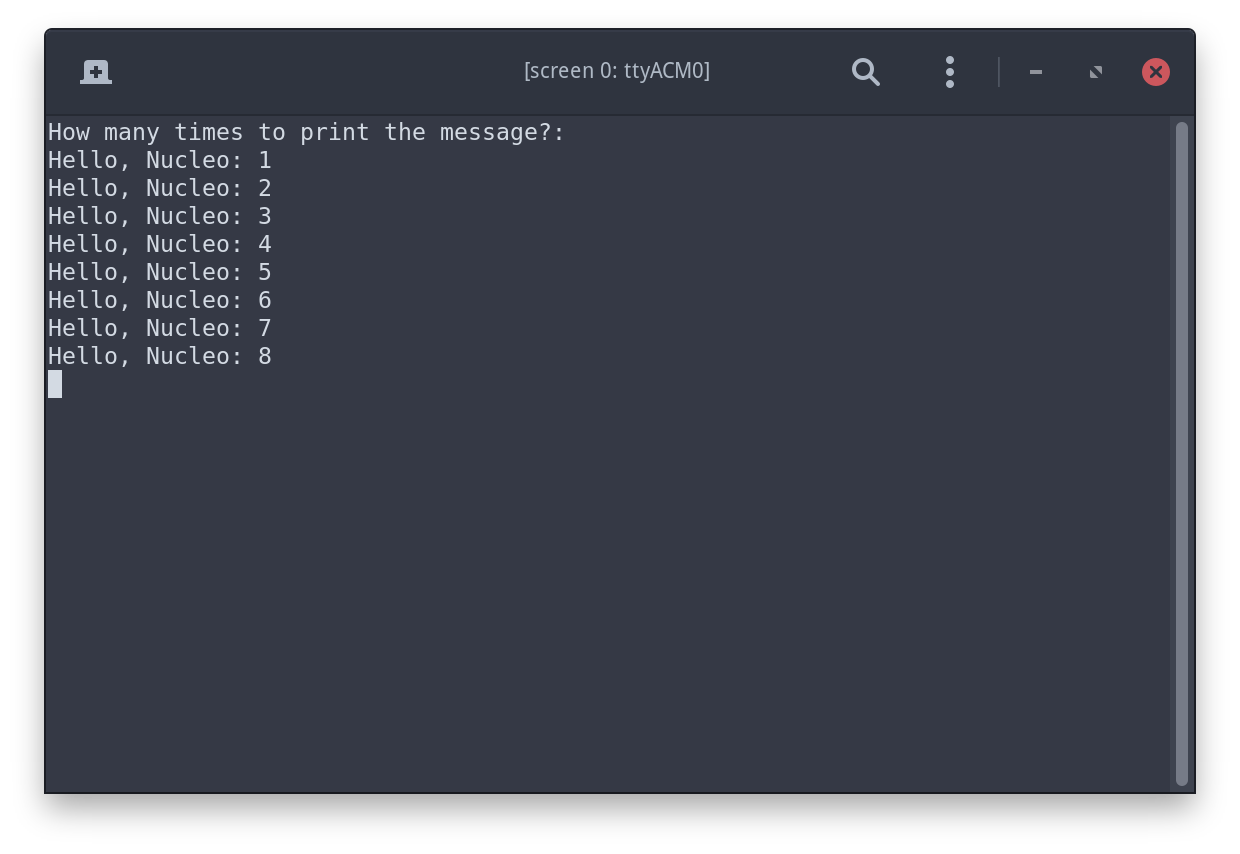 [screen 0: ttyACM0]
How many times to print the message?:
Hello, Nucleo: 1
Hello, Nucleo: 2
Hello, Nucleo: 3
Hello, Nucleo: 4
Hello, Nucleo: 5
Hello, Nucleo: 6
Hello, Nucleo: 7
Hello, Nucleo: 8